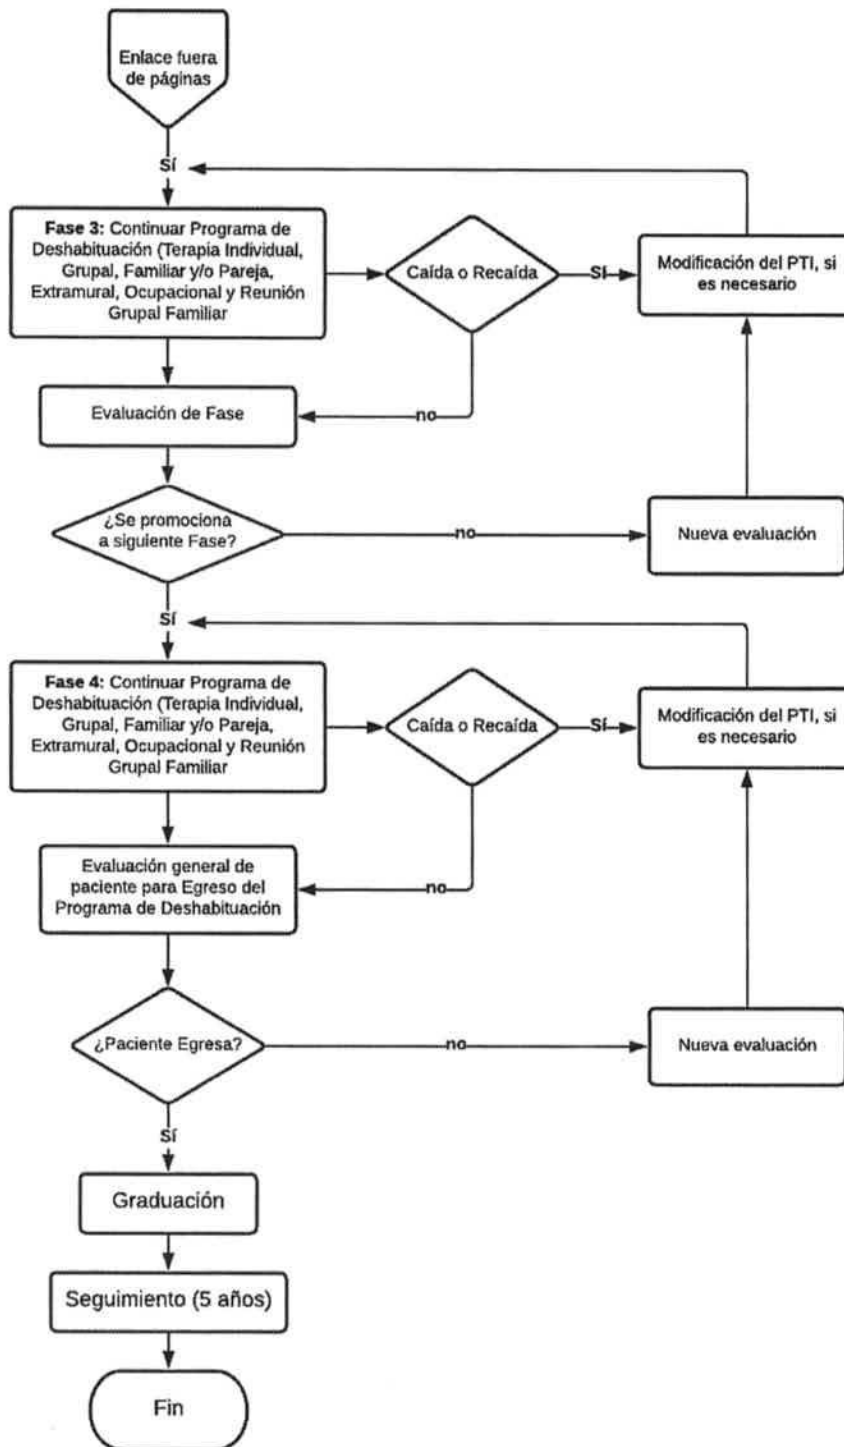 Enlace fuera
de páginas
Sí
Fase 3: Continuar Programa de
Deshabituación (Terapia Individual,
Grupal, Familiar y/o Pareja,
Extramural, Ocupacional y Reunión
Grupal Familiar
Caída o Recaída
Sí
Modificación del PTI, si
es necesario
Evaluación de Fase
no
¿Se promociona
a siguiente Fase?
no
Nueva evaluación
Sí
Fase 4: Continuar Programa de
Deshabituación (Terapia Individual,
Grupal, Familiar y/o Pareja,
Extramural, Ocupacional y Reunión
Grupal Familiar
Caída o Recaída
Sí
Modificación del PTI, si
es necesario
Evaluación general de
paciente para Egreso del
Programa de Deshabituación
no
¿Paciente Egresa?
no
Nueva evaluación
Sí
Graduación
Seguimiento (5 años)
Fin